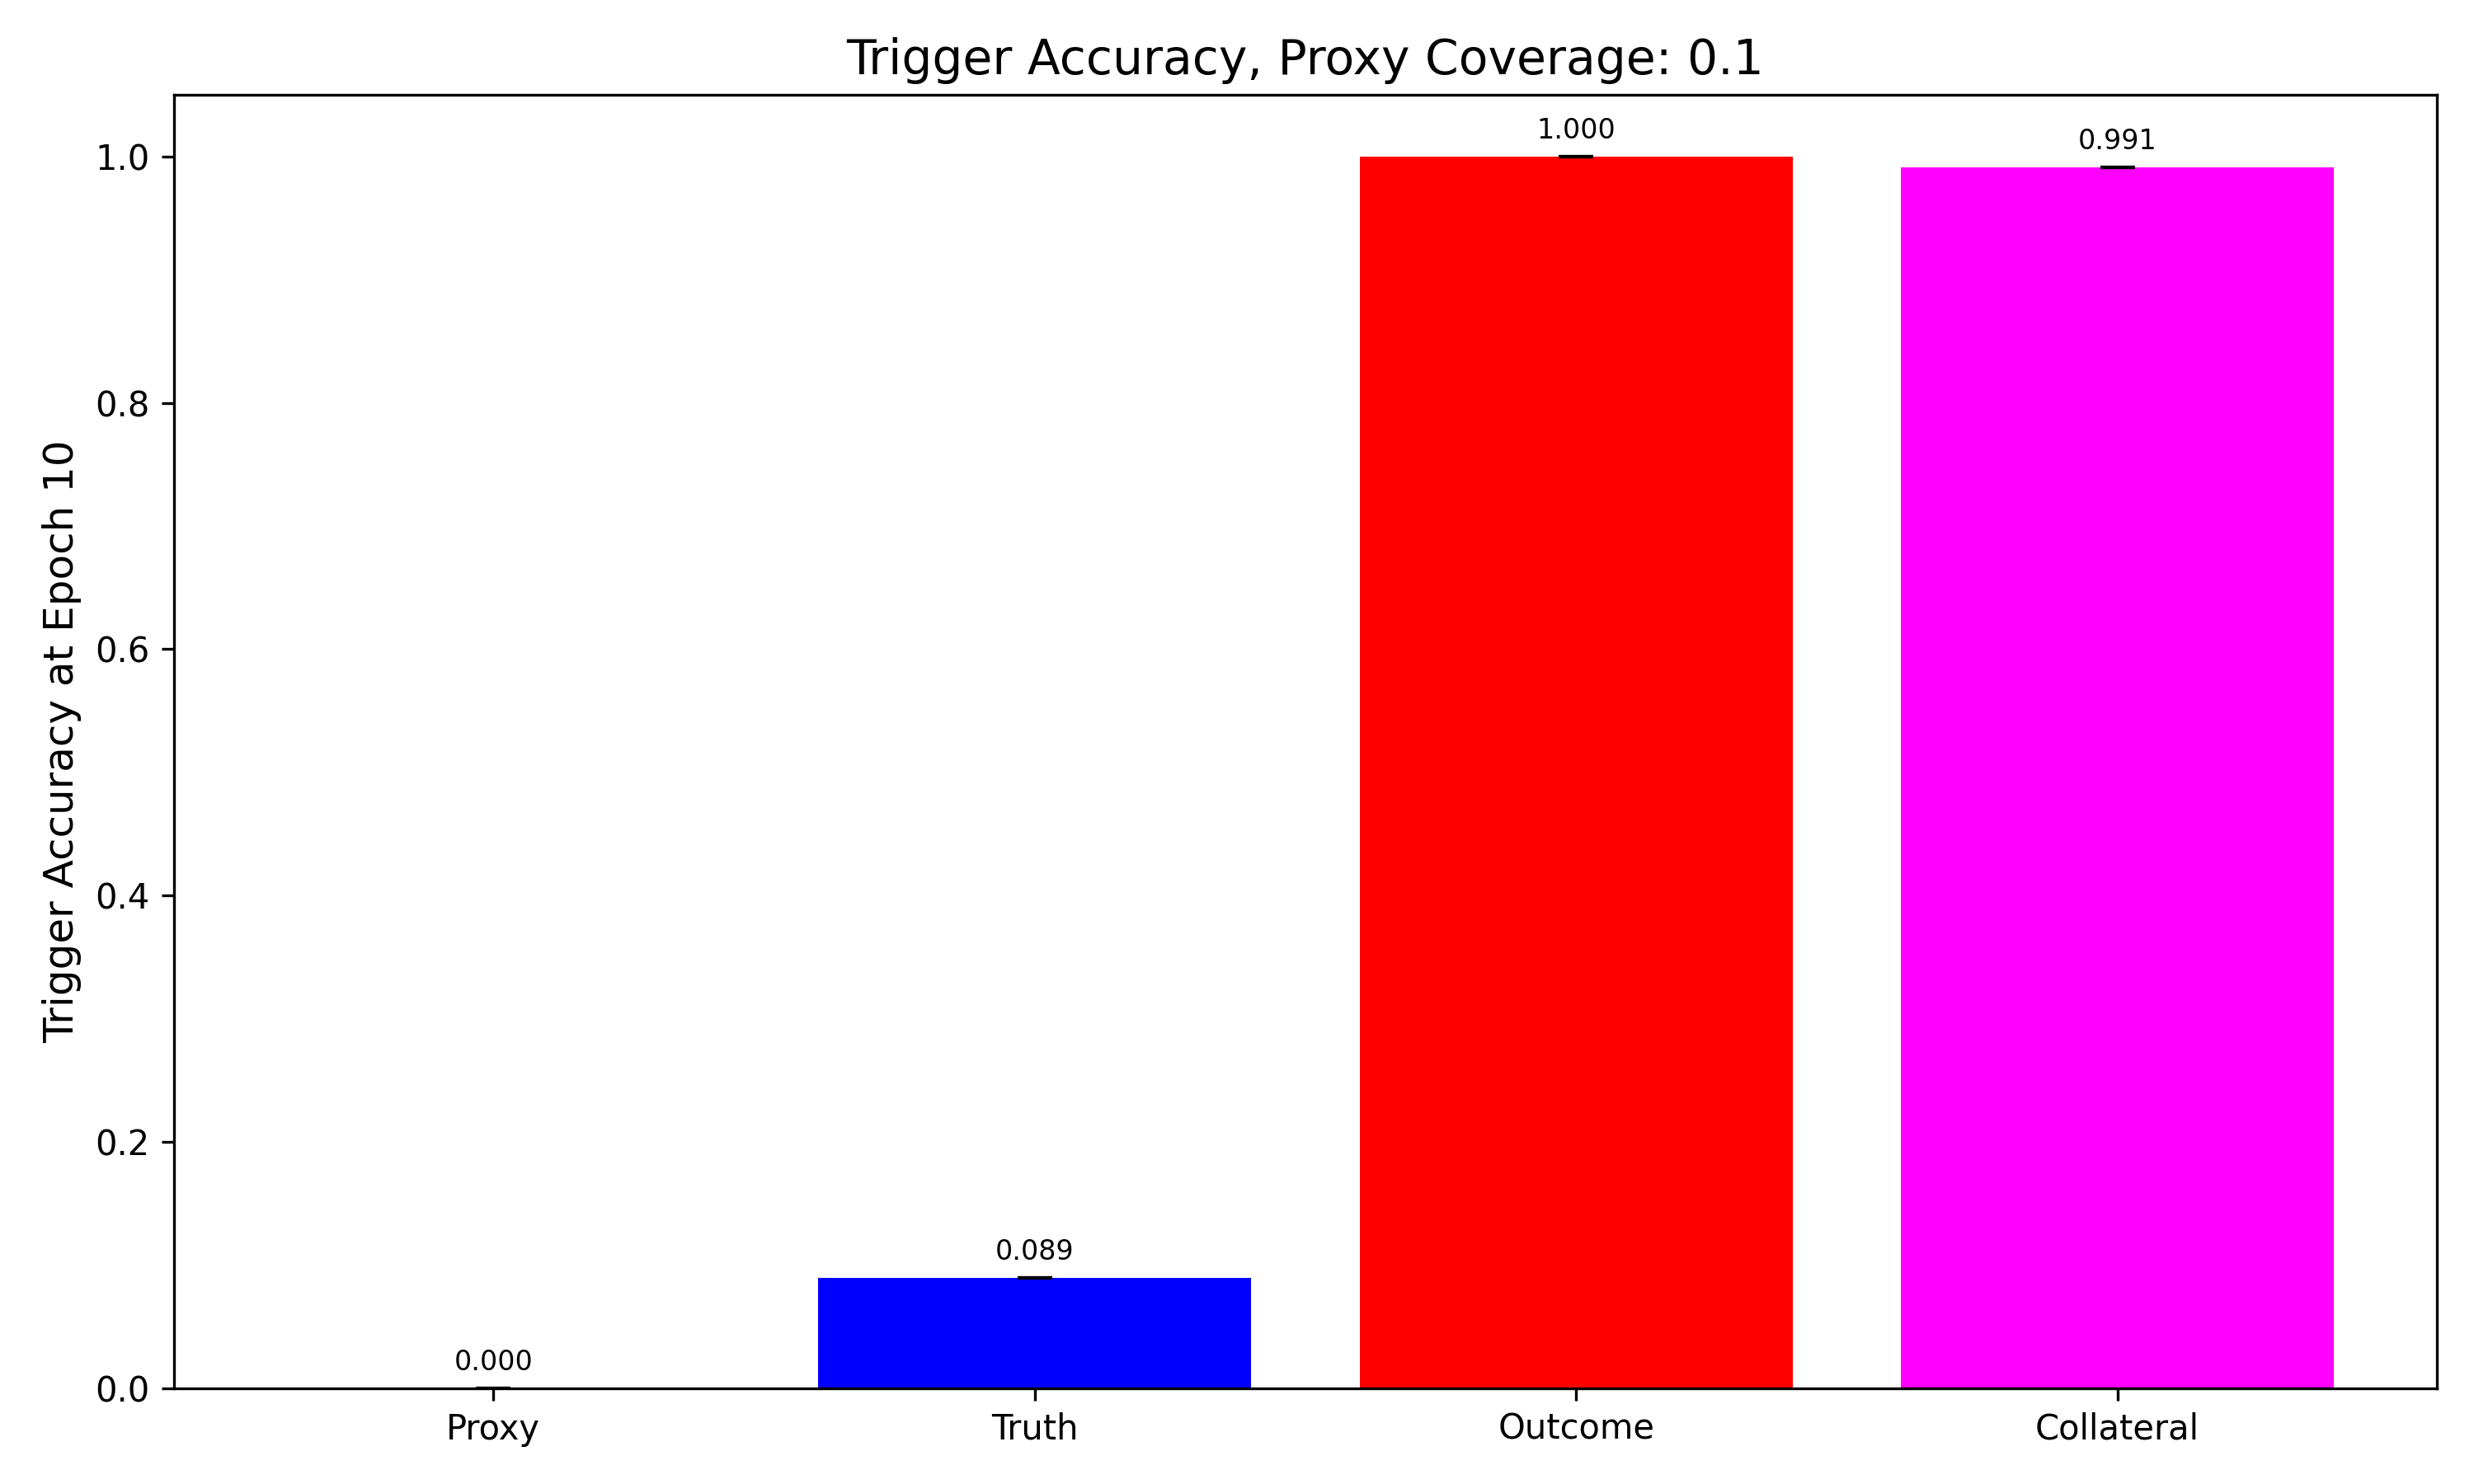 Trigger Accuracy, Proxy Coverage: 0.1
Trigger Accuracy at Epoch 10
1.0
0.8
0.6
0.4
0.2
0.0
0.000
0.089
1.000
0.991
Proxy
Truth
Outcome
Collateral